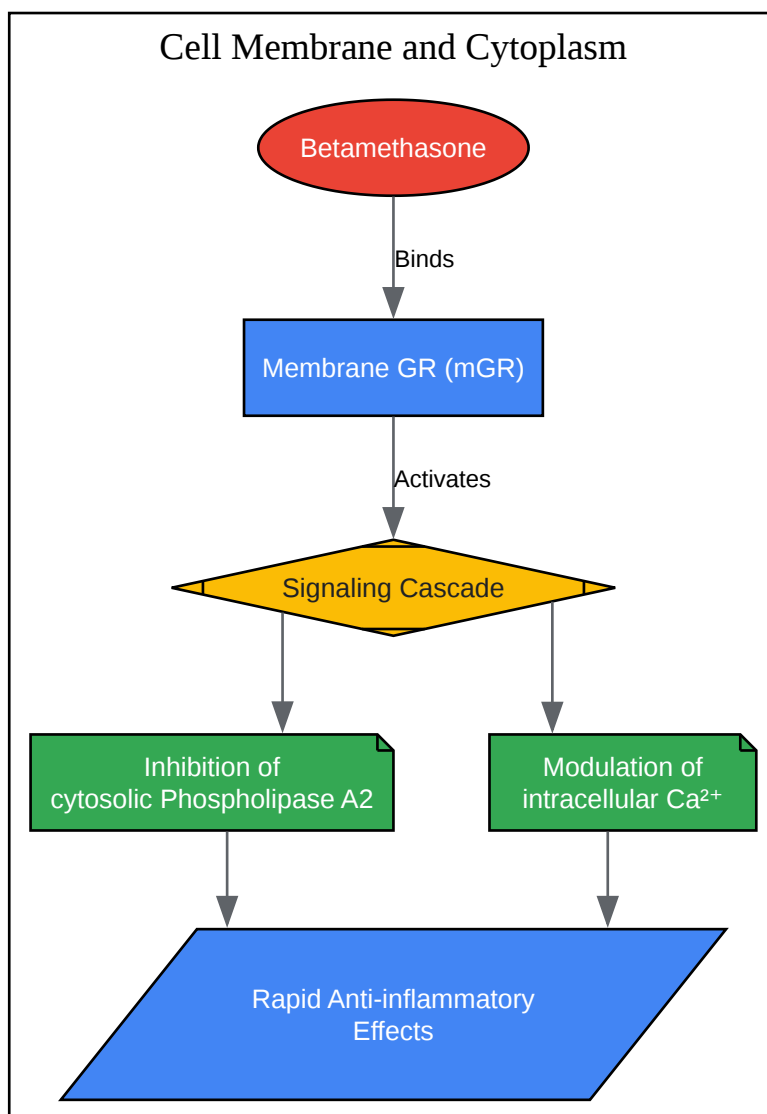 Cell Membrane and Cytoplasm
Betamethasone
Binds
Membrane GR (mGR)
Activates
Signaling Cascade
Inhibition of
cytosolic Phospholipase A2
Modulation of
intracellular Ca²⁺
Rapid Anti-inflammatory
Effects